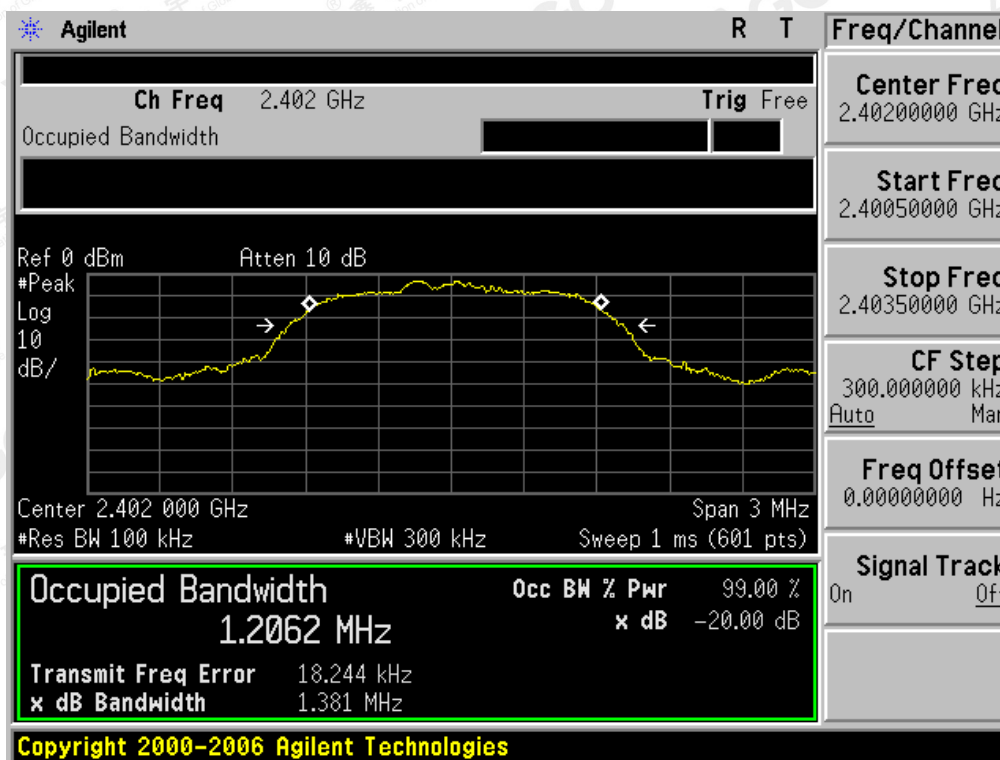 Agilent R T
Freq/Channel
Ch Freq 2.402 GHz Trig Free
Occupied Bandwidth
Center Freq
2.40200000 GHz
Start Freq
2.40050000 GHz
Stop Freq
2.40350000 GHz
CF Step
300.000000 kHz
Auto Man
Freq Offset
0.00000000 Hz
Signal Track
On Off
Ref 0 dBm Atten 10 dB
#Peak
Log
10
dB/
Center 2.402 000 GHz Span 3 MHz
#Res BW 100 kHz #VBW 300 kHz Sweep 1 ms (601 pts)
Occupied Bandwidth
1.2062 MHz
Occ BW % Pwr 99.00 %
x dB -20.00 dB
Transmit Freq Error 18.244 kHz
x dB Bandwidth 1.381 MHz
Copyright 2000-2006 Agilent Technologies